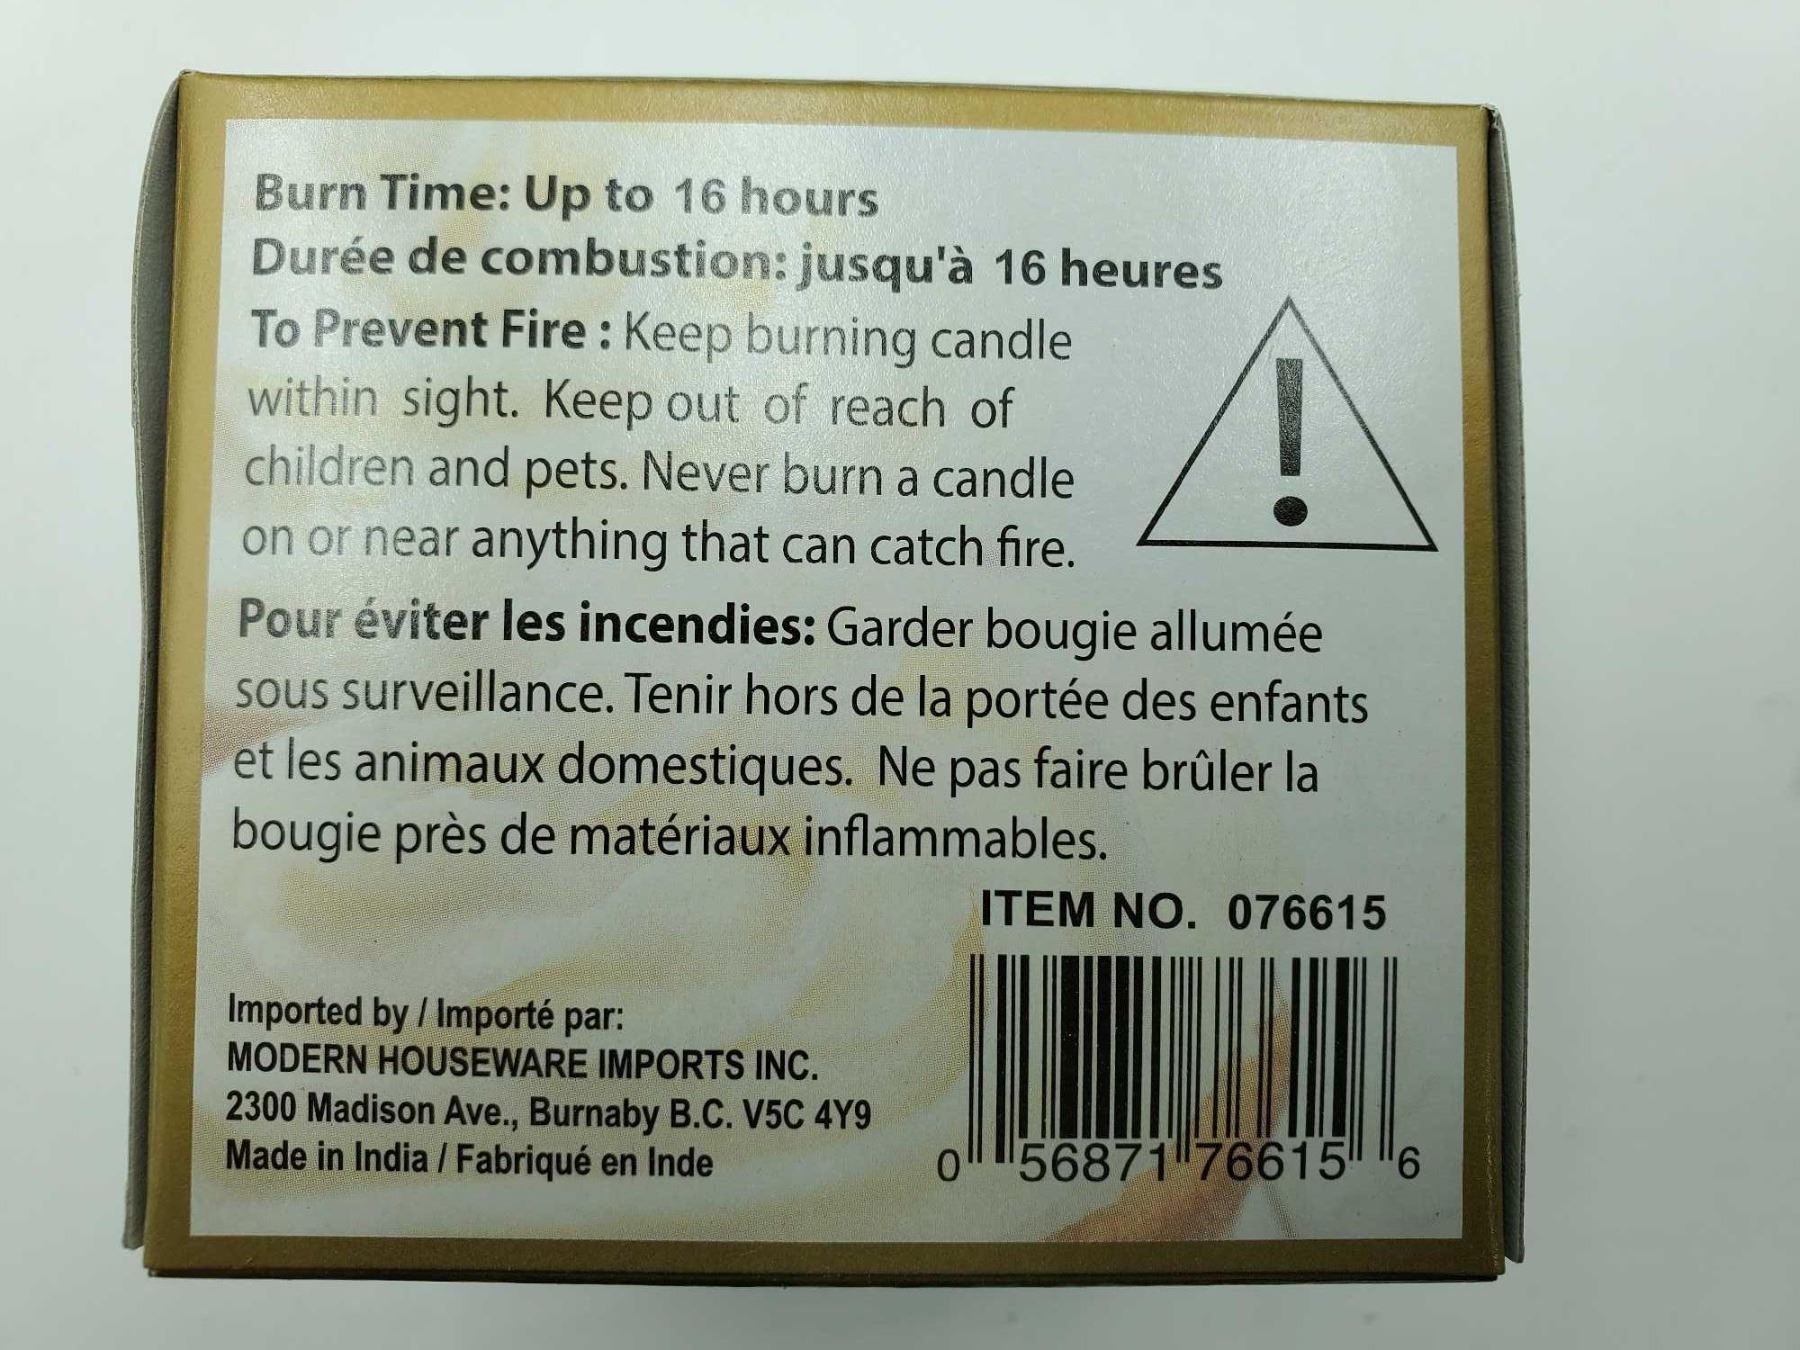 Burn Time: Up to 16 hours
Durée de combustion: jusqu'à 16 heures
To Prevent Fire : Keep burning candle
within sight. Keep out of reach of
children and pets. Never burn a candle
on or near anything that can catch fire.
Pour éviter les incendies: Garder bougie allumée
sous surveillance. Tenir hors de la portée des enfants
et les animaux domestiques. Ne pas faire brûler la
bougie près de matériaux inflammables.
ITEM NO. 076615
Imported by / Importé par:
MODERN HOUSEWARE IMPORTS INC.
2300 Madison Ave., Burnaby B.C. V5C 4Y9
Made in India / Fabriqué en Inde
0 56871 76615 6